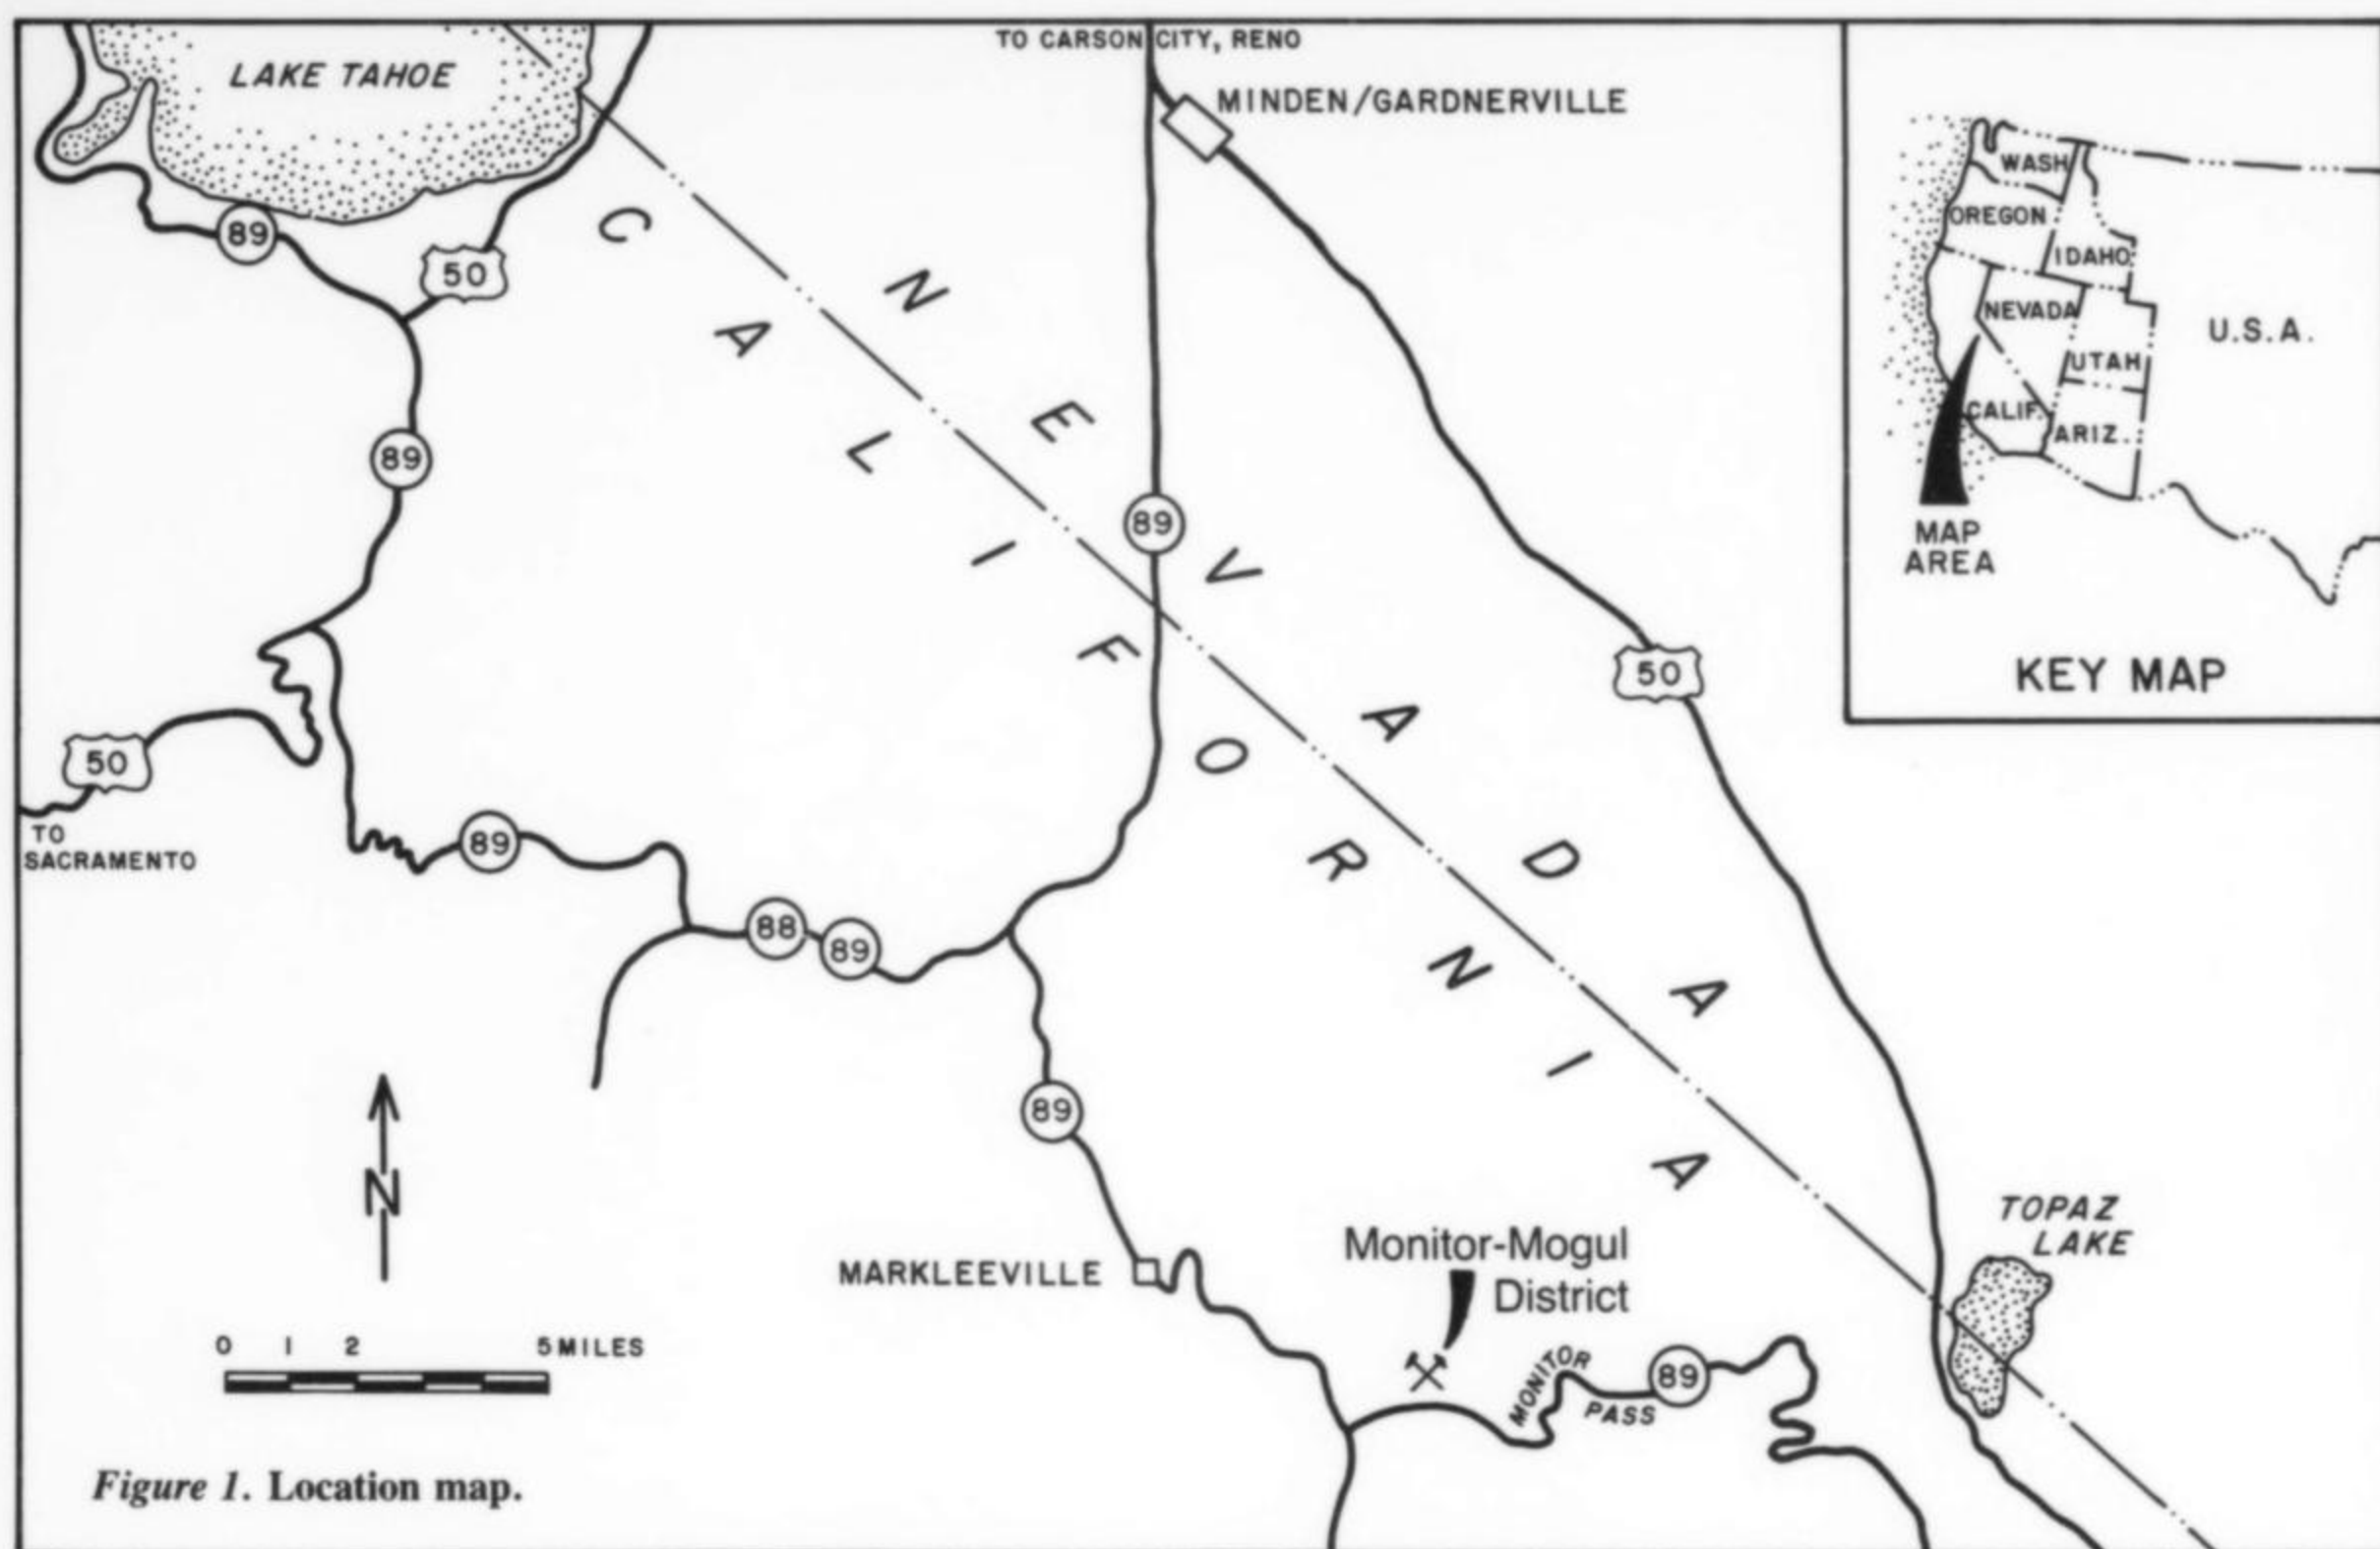 TO CARSON CITY, RENO
LAKE TAHOE
MINDEN/GARDNERVILLE
89
50
CALIFORNIA
NEVADA
89
89
50
50
TO
SACRAMENTO
89
88
89
89
N
MARKLEEVILLE
Monitor-Mogul
District
TOPAZ
LAKE
MONITOR
PASS
89
0 1 2 5 MILES
Figure 1. Location map.
WASH
OREGON
IDAHO
NEVADA
U.S.A.
UTAH
CALIF.
ARIZ.
MAP
AREA
KEY MAP